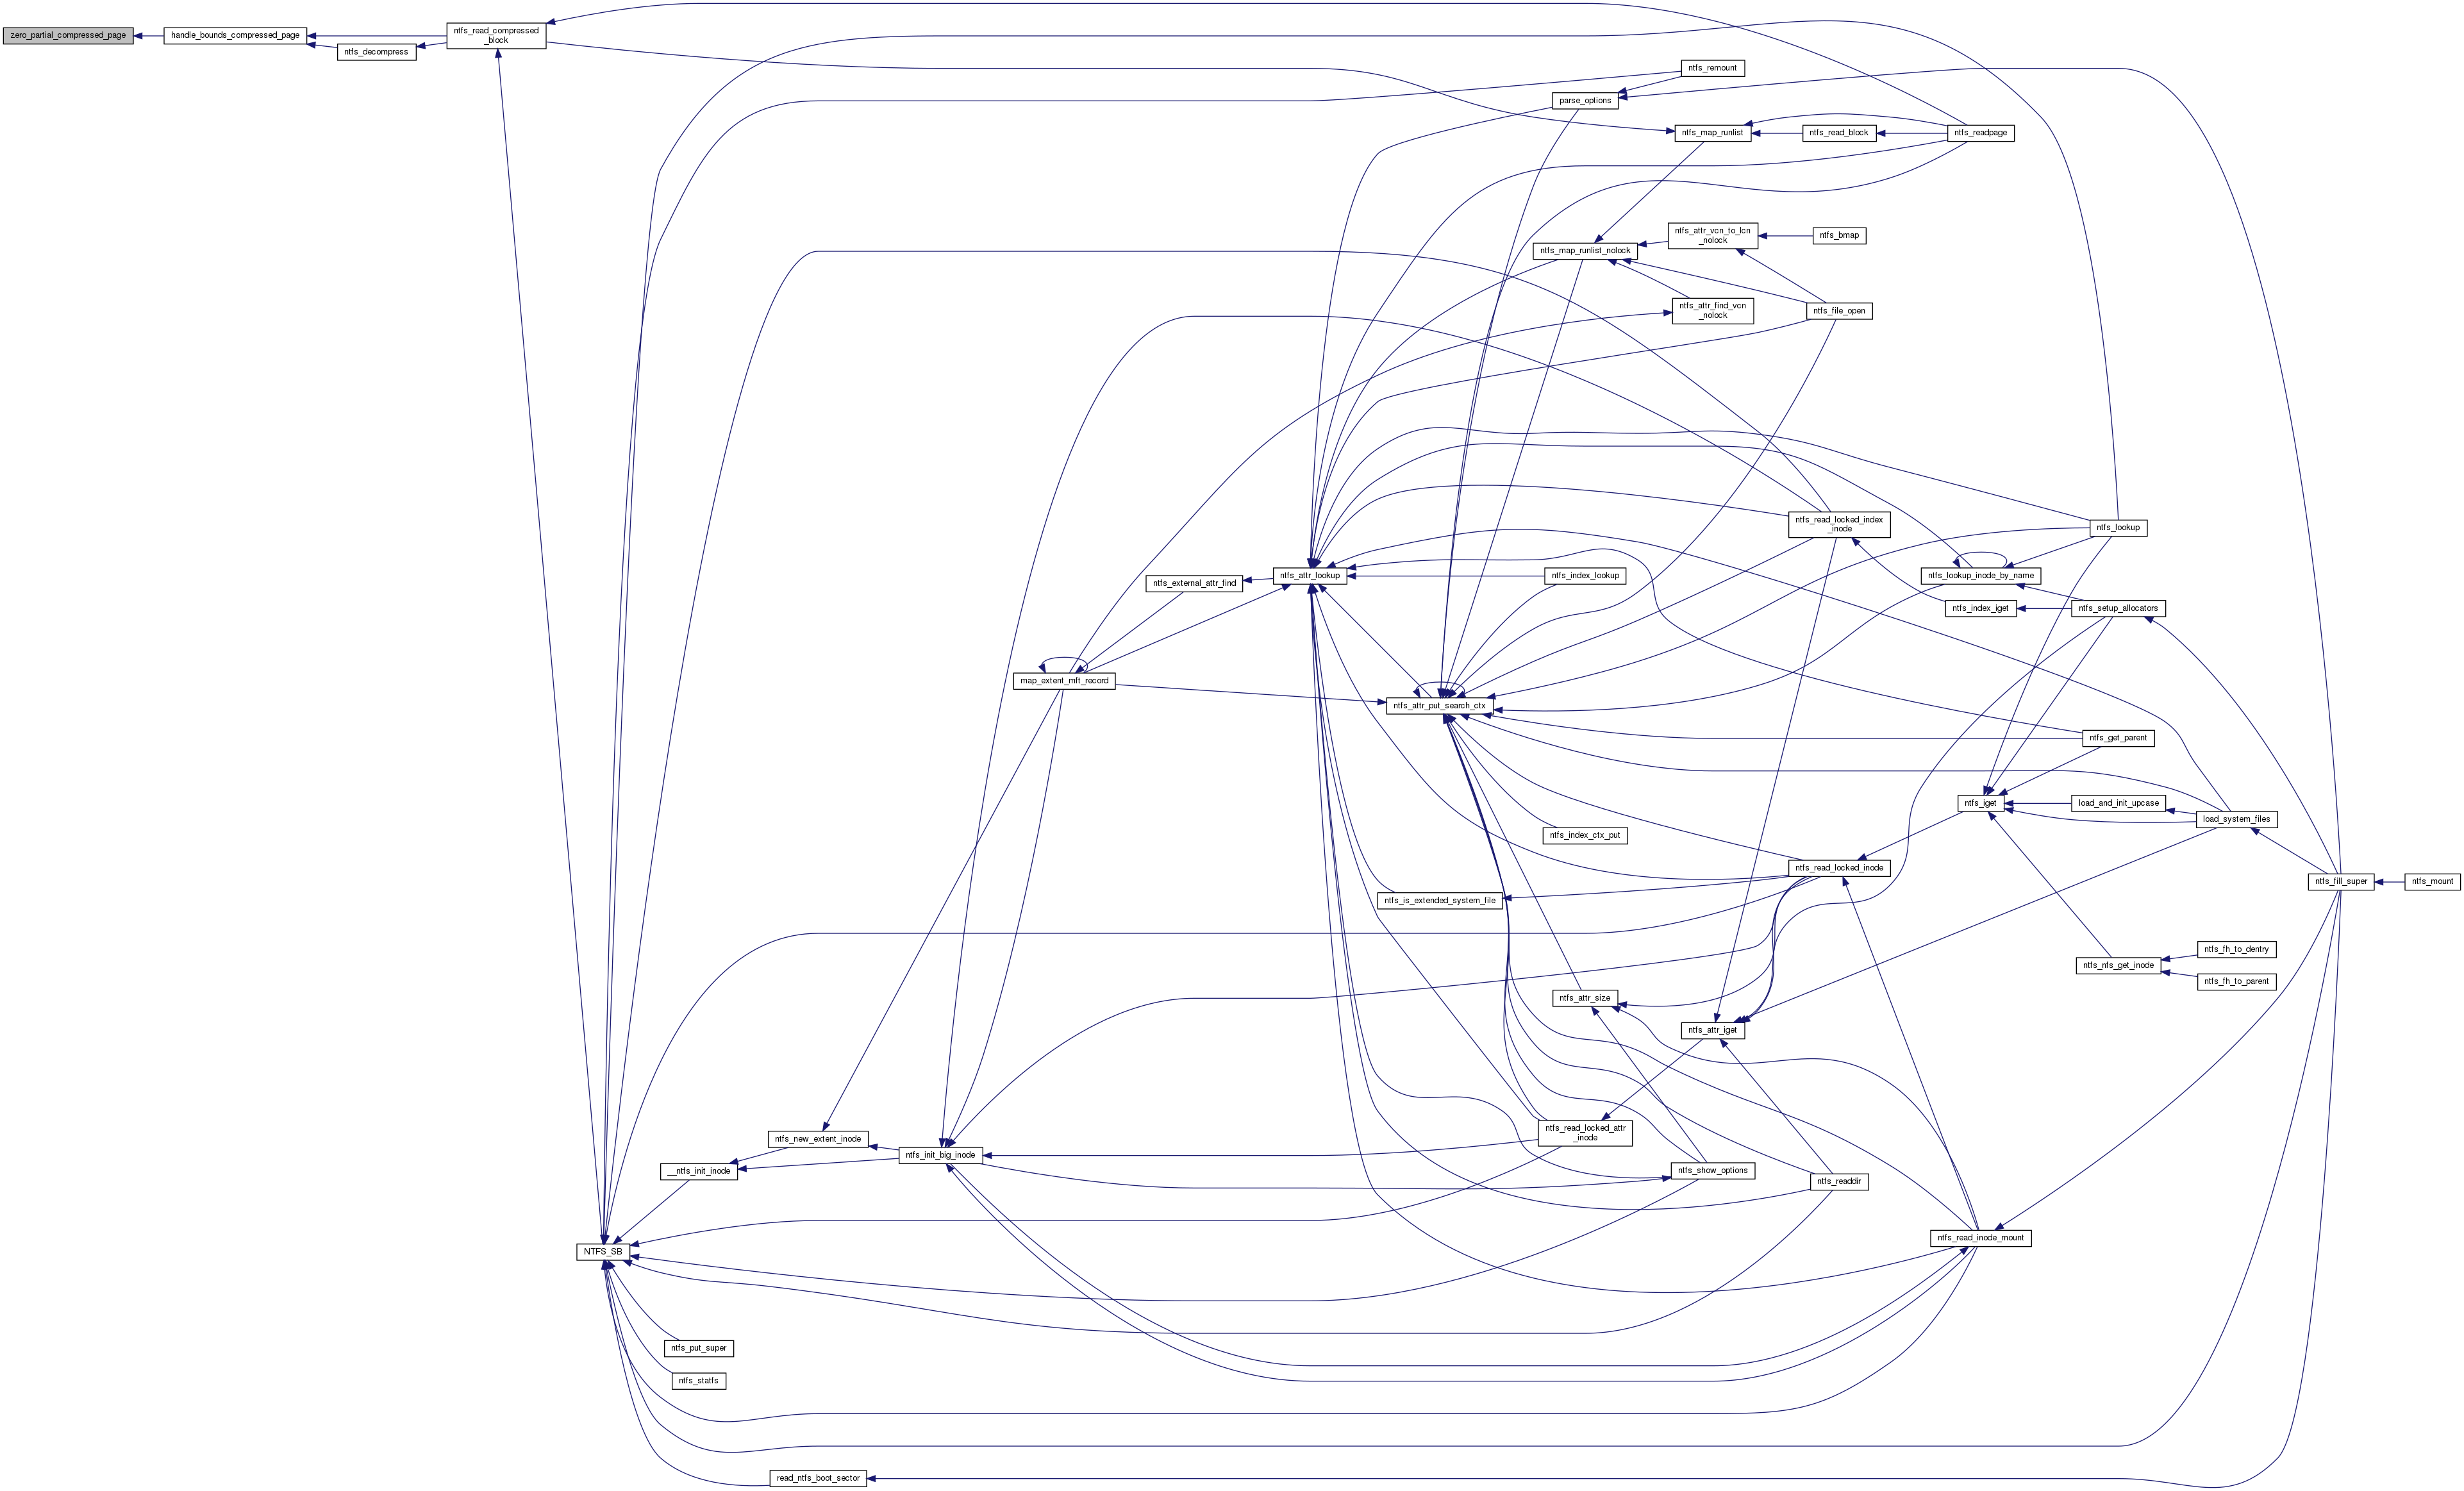 zero_partial_compressed_page
handle_bounds_compressed_page
ntfs_decompress
ntfs_read_compressed
_block
ntfs_remount
parse_options
ntfs_map_runlist
ntfs_read_block
ntfs_readpage
ntfs_attr_vcn_to_lcn
_nolock
ntfs_bmap
ntfs_map_runlist_nolock
ntfs_attr_find_vcn
_nolock
ntfs_file_open
ntfs_read_locked_index
_inode
ntfs_lookup
ntfs_external_attr_find
ntfs_attr_lookup
ntfs_index_lookup
ntfs_lookup_inode_by_name
ntfs_index_iget
ntfs_setup_allocators
map_extent_mft_record
ntfs_attr_put_search_ctx
ntfs_get_parent
ntfs_iget
load_and_init_upcase
load_system_files
ntfs_index_ctx_put
ntfs_read_locked_inode
ntfs_fill_super
ntfs_mount
ntfs_is_extended_system_file
ntfs_fh_to_dentry
ntfs_nfs_get_inode
ntfs_fh_to_parent
ntfs_attr_size
ntfs_attr_iget
ntfs_new_extent_inode
ntfs_read_locked_attr
_inode
ntfs_init_big_inode
__ntfs_init_inode
ntfs_show_options
ntfs_readdir
ntfs_read_inode_mount
NTFS_SB
ntfs_put_super
ntfs_statfs
read_ntfs_boot_sector